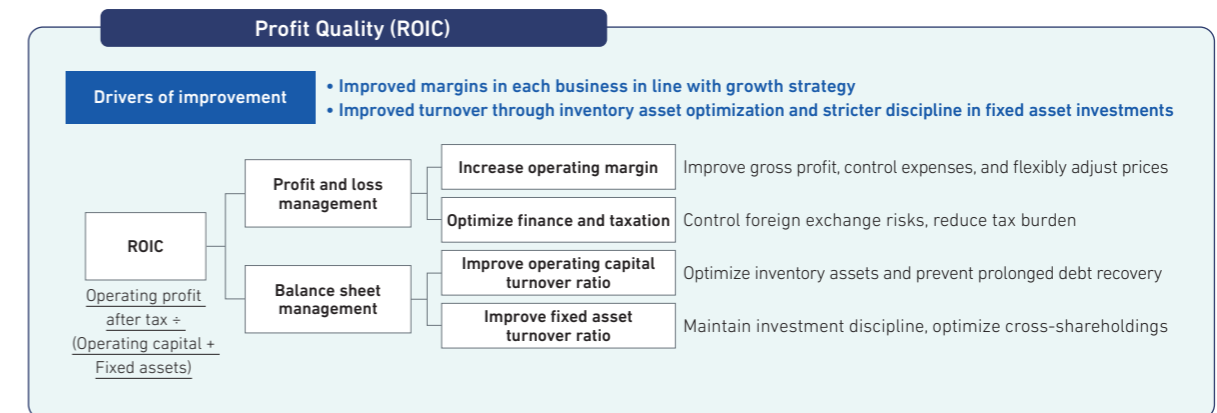 Profit Quality (ROIC)
Drivers of improvement
• Improved margins in each business in line with growth strategy
• Improved turnover through inventory asset optimization and stricter discipline in fixed asset investments
ROIC
Operating profit
after tax ÷
(Operating capital +
Fixed assets)
Profit and loss
management
Increase operating margin
Improve gross profit, control expenses, and flexibly adjust prices
Optimize finance and taxation
Control foreign exchange risks, reduce tax burden
Balance sheet
management
Improve operating capital
turnover ratio
Optimize inventory assets and prevent prolonged debt recovery
Improve fixed asset
turnover ratio
Maintain investment discipline, optimize cross-shareholdings